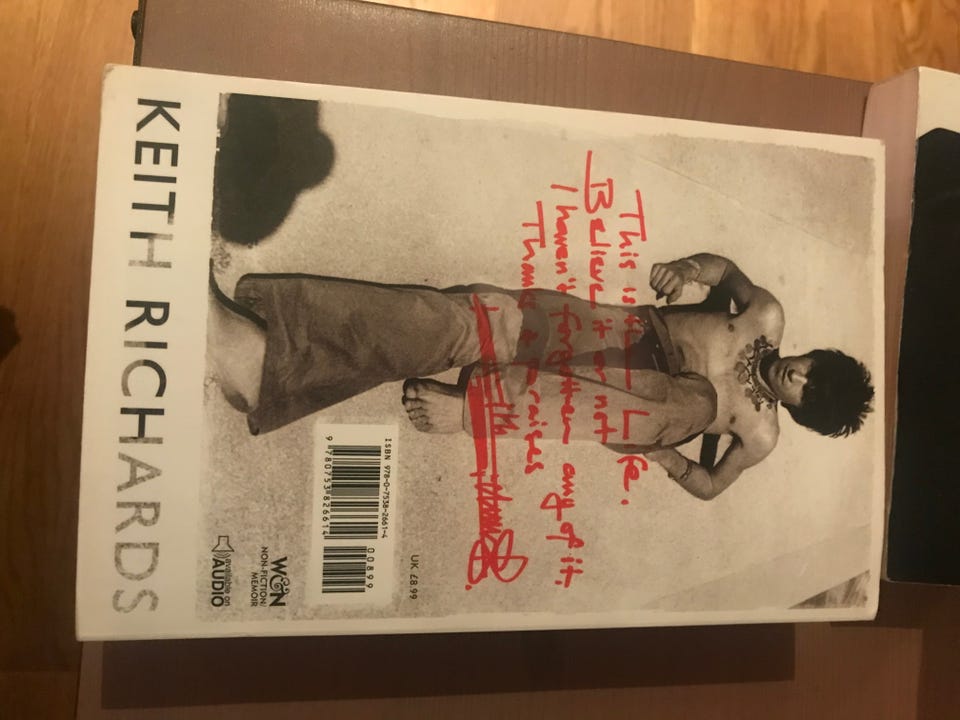 This is the Life.
Believe it or not
I haven't forgotten any of it.
Thanks & praises
UK £8.99
ISBN 978-0-7538-2661-4
00899
9 780753 826614
W&N
NON-FICTION/
MEMOIR
available on
AUDIO
KEITH RICHARDS